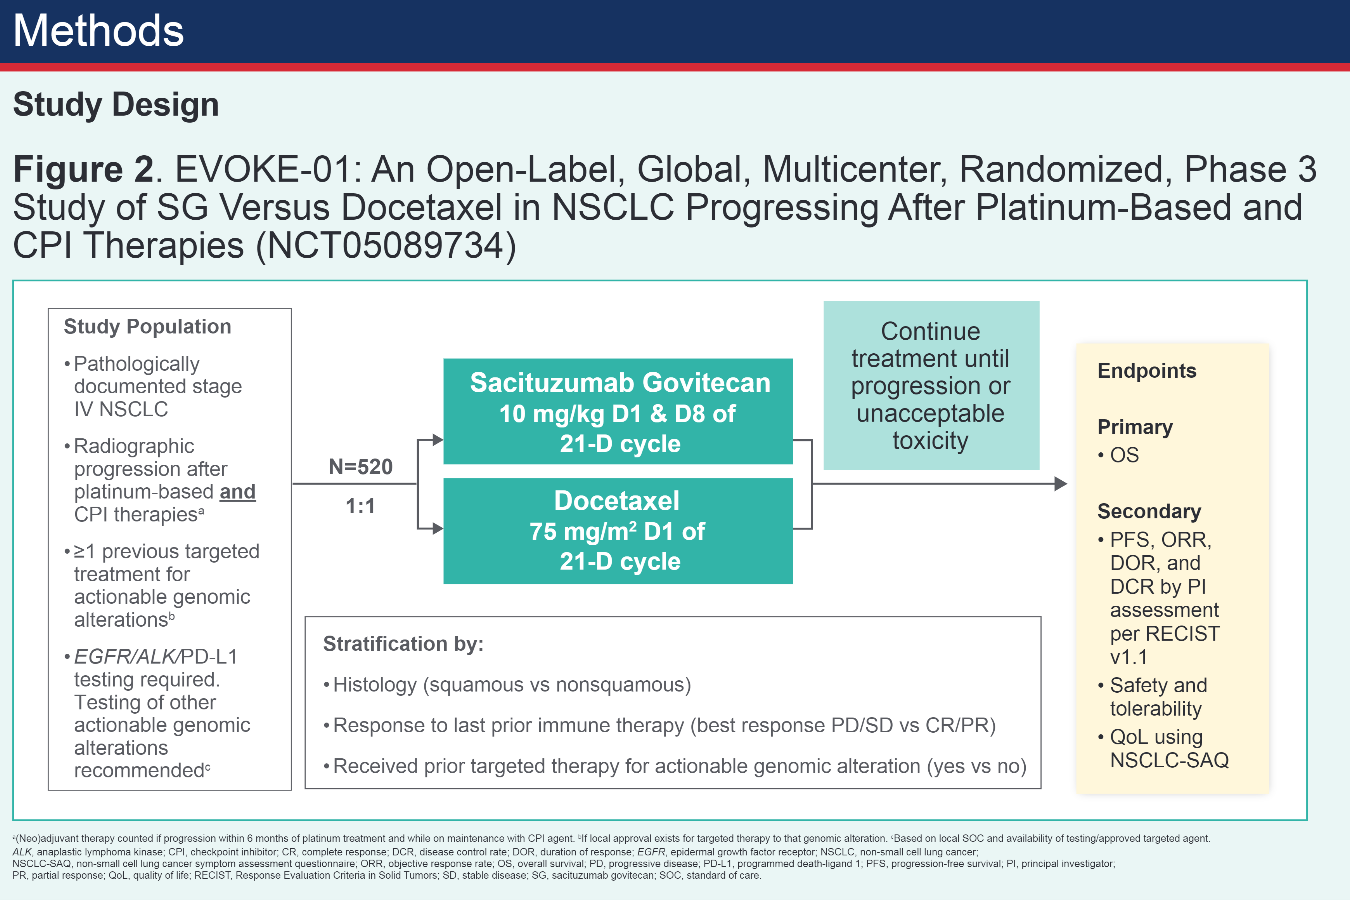 Methods
Study Design
Figure 2. EVOKE-01: An Open-Label, Global, Multicenter, Randomized, Phase 3
Study of SG Versus Docetaxel in NSCLC Progressing After Platinum-Based and
CPI Therapies (NCT05089734)
Study Population
• Pathologically
documented stage
IV NSCLC
• Radiographic
progression after
platinum-based and
CPI therapiesᵃ
• ≥1 previous targeted
treatment for
actionable genomic
alterationsᵇ
• EGFR/ALK/PD-L1
testing required.
Testing of other
actionable genomic
alterations
recommendedᶜ
N=520
1:1
Sacituzumab Govitecan
10 mg/kg D1 & D8 of
21-D cycle
Docetaxel
75 mg/m² D1 of
21-D cycle
Continue
treatment until
progression or
unacceptable
toxicity
Stratification by:
• Histology (squamous vs nonsquamous)
• Response to last prior immune therapy (best response PD/SD vs CR/PR)
• Received prior targeted therapy for actionable genomic alteration (yes vs no)
Endpoints
Primary
• OS
Secondary
• PFS, ORR,
DOR, and
DCR by PI
assessment
per RECIST
v1.1
• Safety and
tolerability
• QoL using
NSCLC-SAQ
ᵃ(Neo)adjuvant therapy counted if progression within 6 months of platinum treatment and while on maintenance with CPI agent. ᵇIf local approval exists for targeted therapy to that genomic alteration. ᶜBased on local SOC and availability of testing/approved targeted agent.
ALK, anaplastic lymphoma kinase; CPI, checkpoint inhibitor; CR, complete response; DCR, disease control rate; DOR, duration of response; EGFR, epidermal growth factor receptor; NSCLC, non-small cell lung cancer;
NSCLC-SAQ, non-small cell lung cancer symptom assessment questionnaire; ORR, objective response rate; OS, overall survival; PD, progressive disease; PD-L1, programmed death-ligand 1; PFS, progression-free survival; PI, principal investigator;
PR, partial response; QoL, quality of life; RECIST, Response Evaluation Criteria in Solid Tumors; SD, stable disease; SG, sacituzumab govitecan; SOC, standard of care.